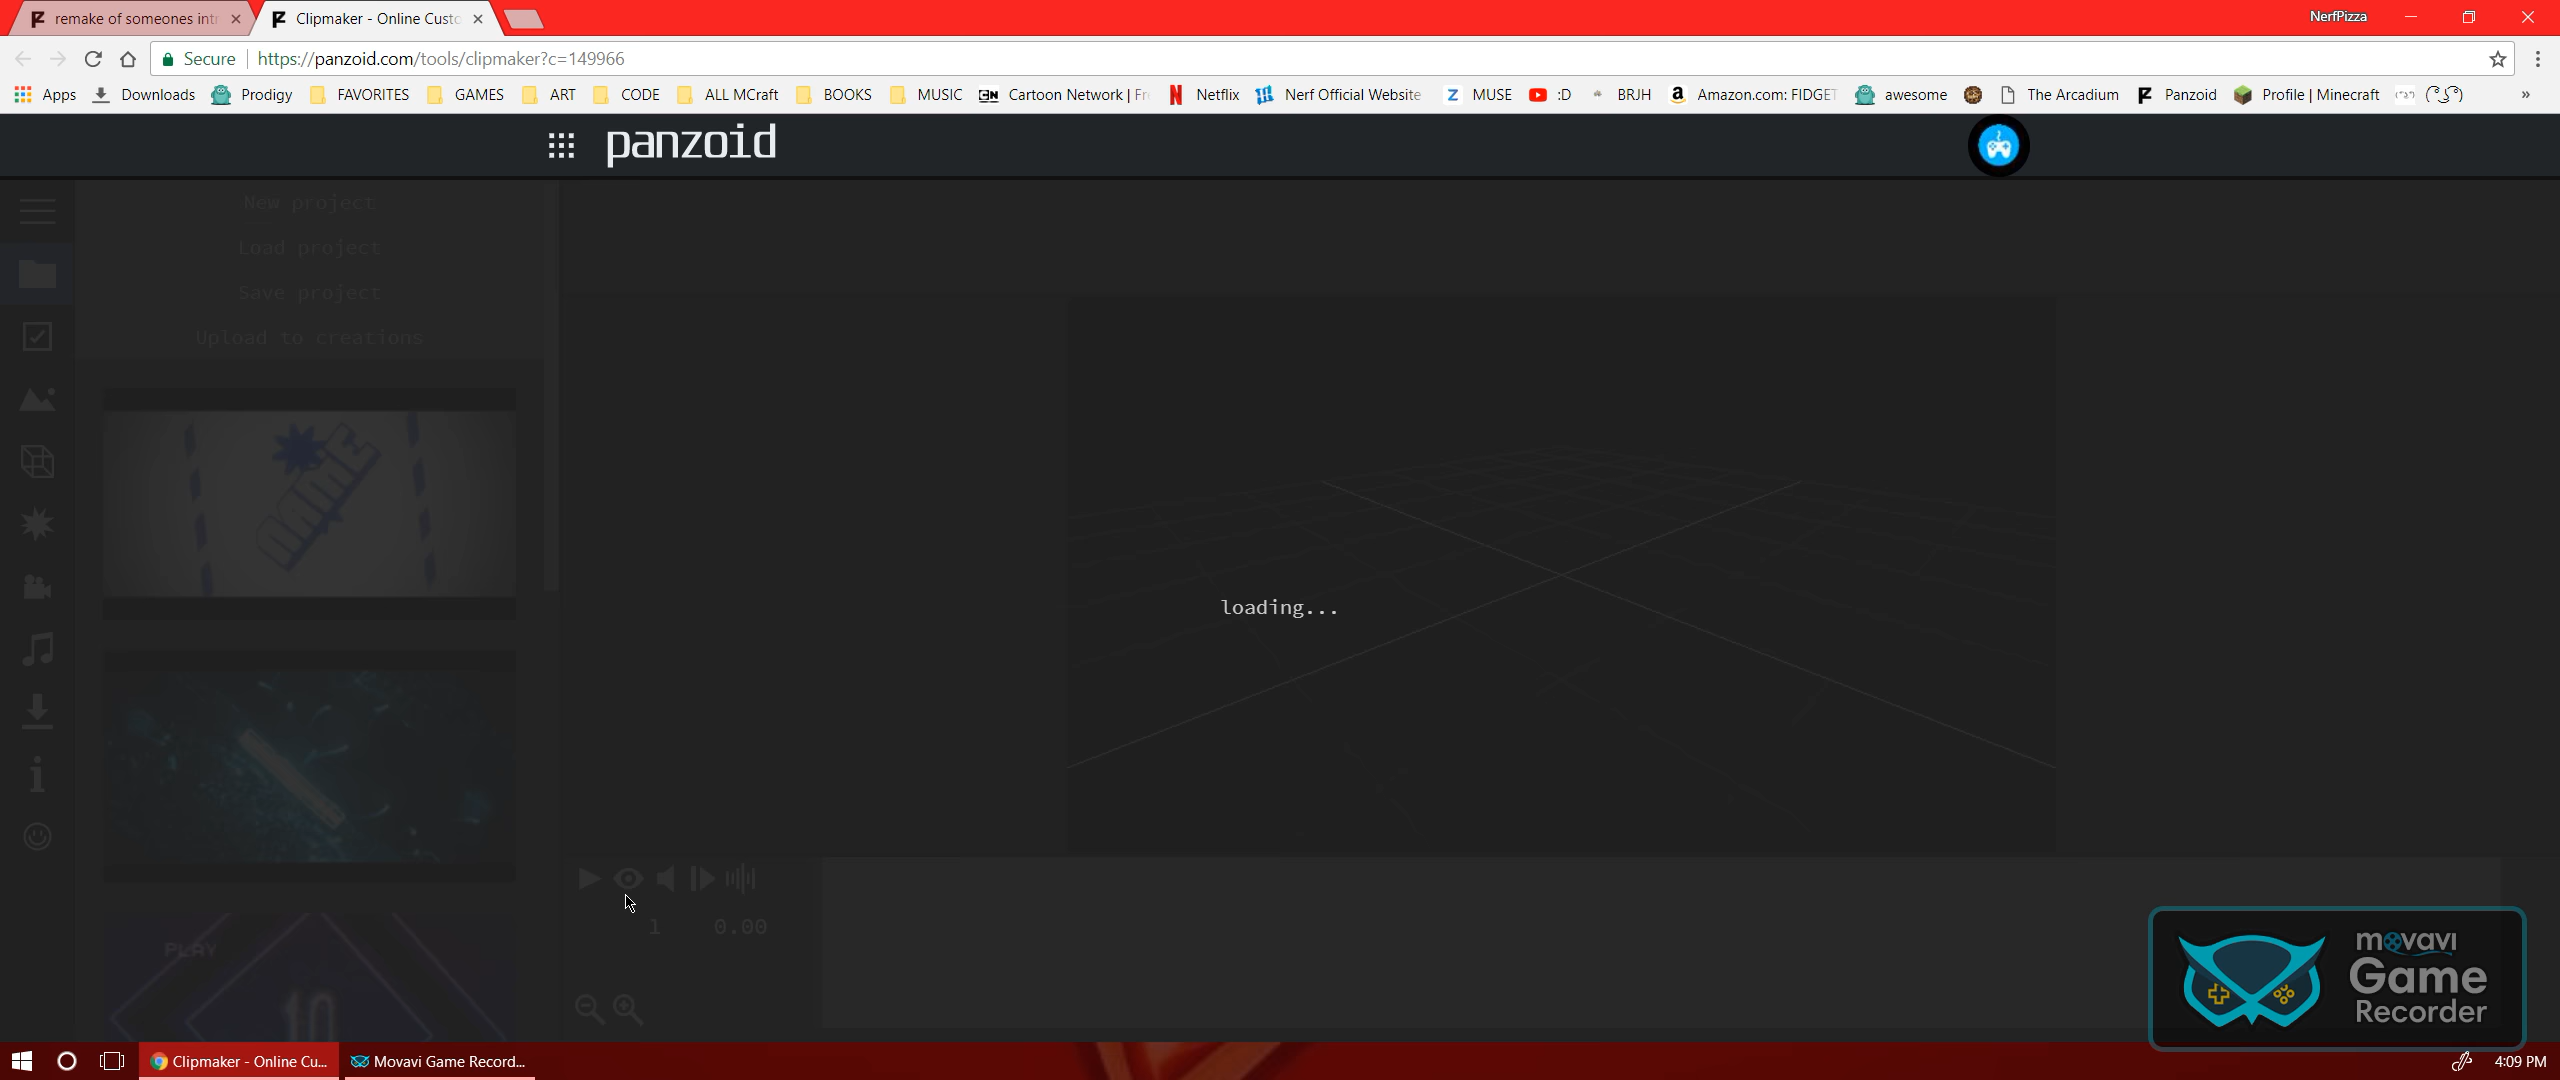 remake of someones intr
Clipmaker - Online Custo
NerfPizza
Secure
https://panzoid.com/tools/clipmaker?c=149966
Apps Downloads Prodigy FAVORITES GAMES ART CODE ALL MCraft BOOKS MUSIC Cartoon Network | Fr Netflix Nerf Official Website MUSE :D BRJH Amazon.com: FIDGET awesome The Arcadium Panzoid Profile | Minecraft ( ͡° ͜ʖ ͡°) »
panzoid
New project
Load project
Save project
Upload to creations
NAME
loading...
PLAY
10
1 0.00
movavi
Game
Recorder
Clipmaker - Online Cu...
Movavi Game Record...
4:09 PM